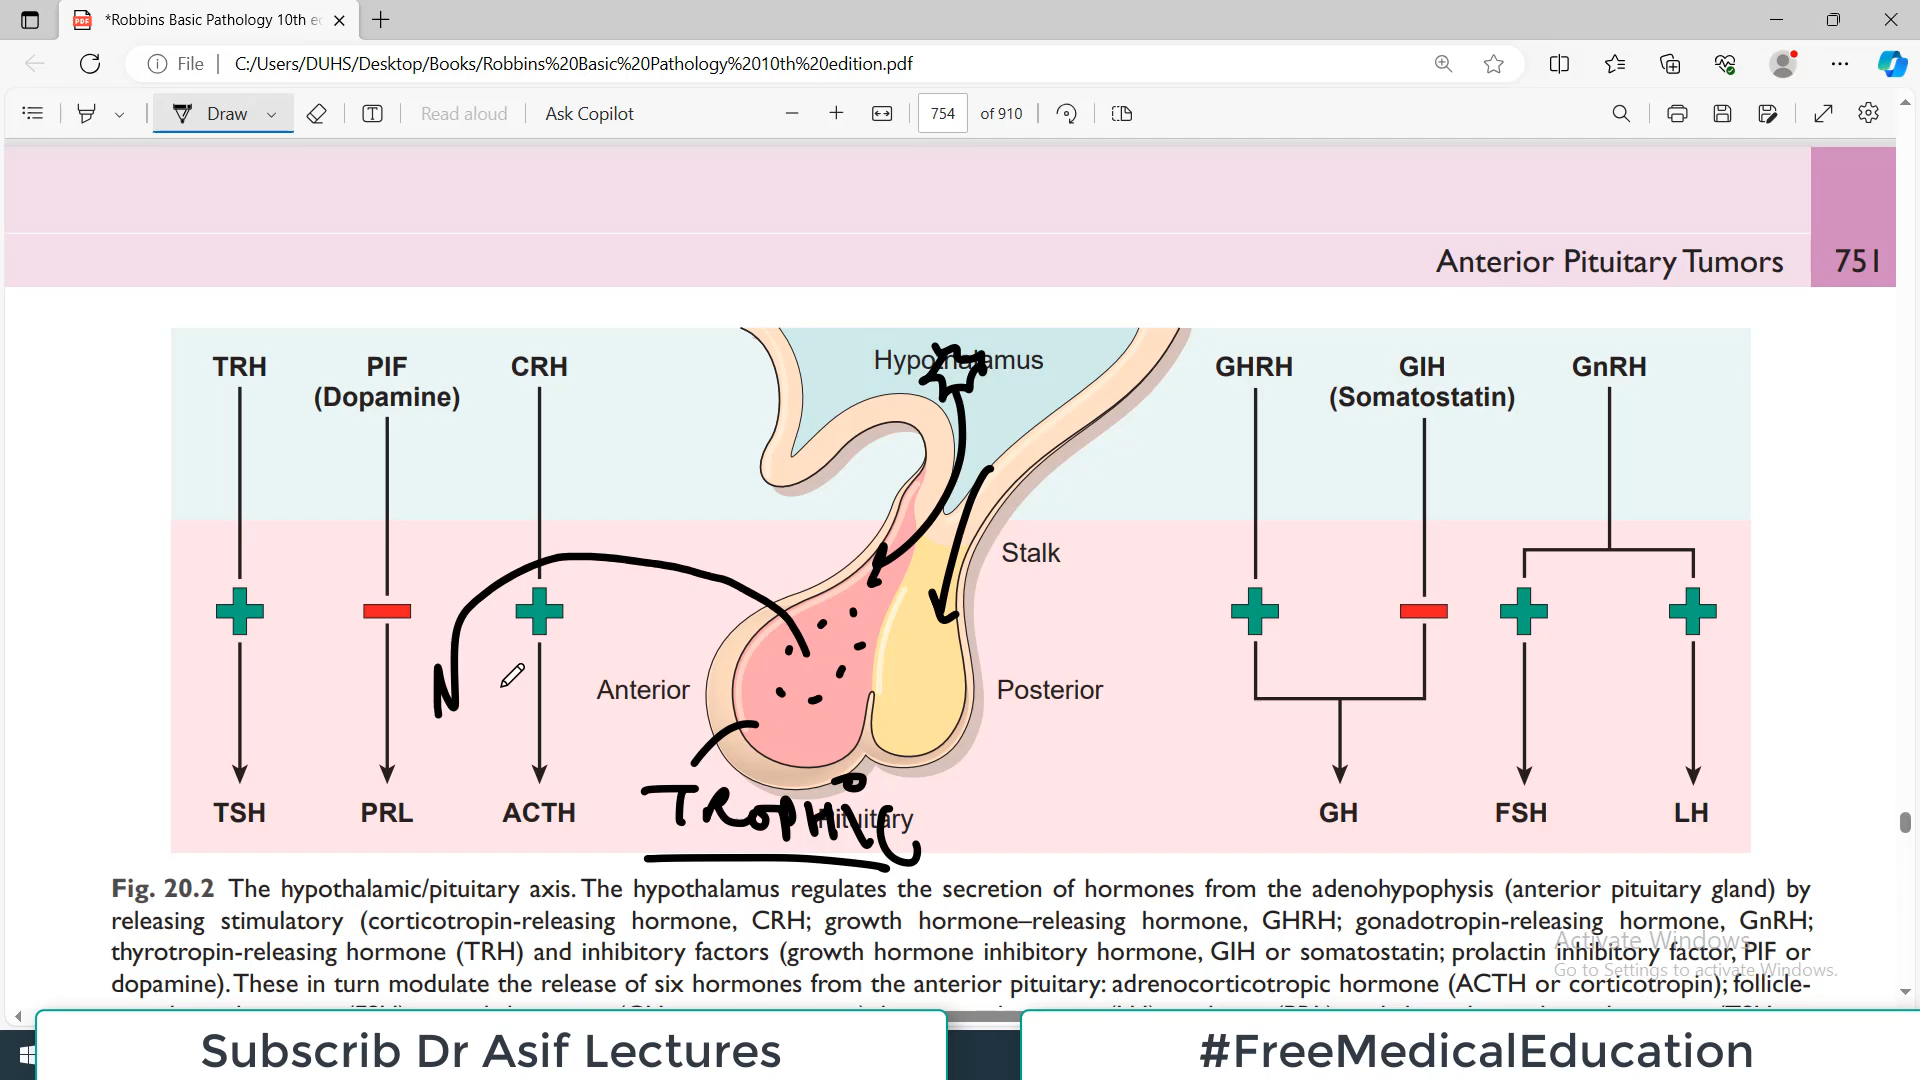 *Robbins Basic Pathology 10th ed
File
C:/Users/DUHS/Desktop/Books/Robbins%20Basic%20Pathology%2010th%20edition.pdf
Draw
Read aloud
Ask Copilot
754 of 910
Anterior Pituitary Tumors 751
Hypothalamus
TRH
PIF
(Dopamine)
CRH
GHRH
GIH
(Somatostatin)
GnRH
Stalk
Anterior
Posterior
TROPHIC
Pituitary
TSH
PRL
ACTH
GH
FSH
LH
Fig. 20.2 The hypothalamic/pituitary axis. The hypothalamus regulates the secretion of hormones from the adenohypophysis (anterior pituitary gland) by
releasing stimulatory (corticotropin-releasing hormone, CRH; growth hormone–releasing hormone, GHRH; gonadotropin-releasing hormone, GnRH;
thyrotropin-releasing hormone (TRH) and inhibitory factors (growth hormone inhibitory hormone, GIH or somatostatin; prolactin inhibitory factor, PIF or
dopamine). These in turn modulate the release of six hormones from the anterior pituitary: adrenocorticotropic hormone (ACTH or corticotropin); follicle-
Activate Windows
Go to Settings to activate Windows.
Subscrib Dr Asif Lectures
#FreeMedicalEducation